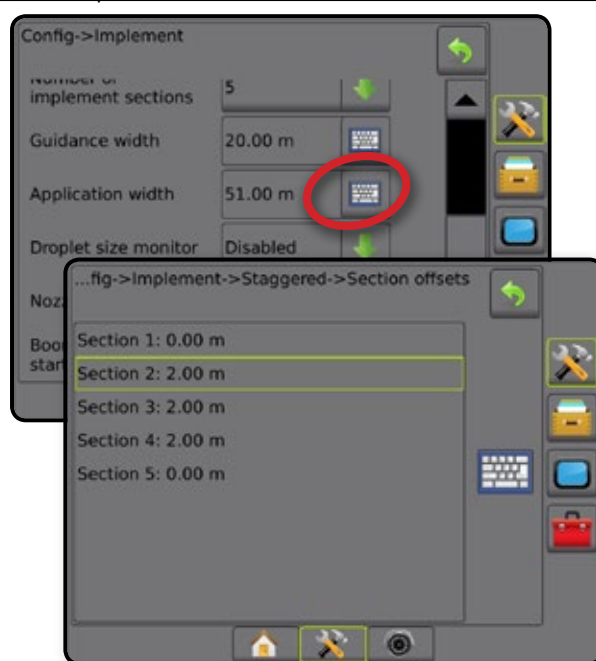 Config->Implement
implement sections 5
Guidance width 20.00 m
Application width 51.00 m
Droplet size monitor Disabled
...fig->Implement->Staggered->Section offsets
Section 1: 0.00 m
Section 2: 2.00 m
Section 3: 2.00 m
Section 4: 2.00 m
Section 5: 0.00 m